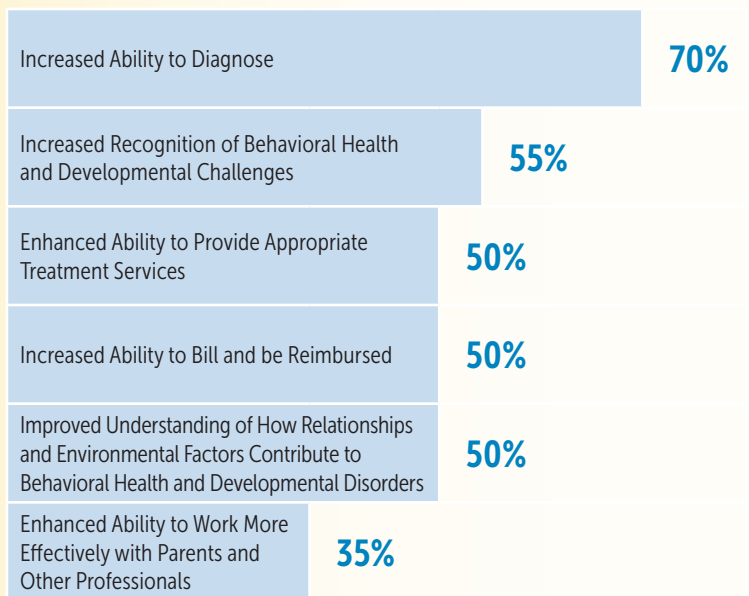 Increased Ability to Diagnose
70%
Increased Recognition of Behavioral Health
and Developmental Challenges
55%
Enhanced Ability to Provide Appropriate
Treatment Services
50%
Increased Ability to Bill and be Reimbursed
50%
Improved Understanding of How Relationships
and Environmental Factors Contribute to
Behavioral Health and Developmental Disorders
50%
Enhanced Ability to Work More
Effectively with Parents and
Other Professionals
35%